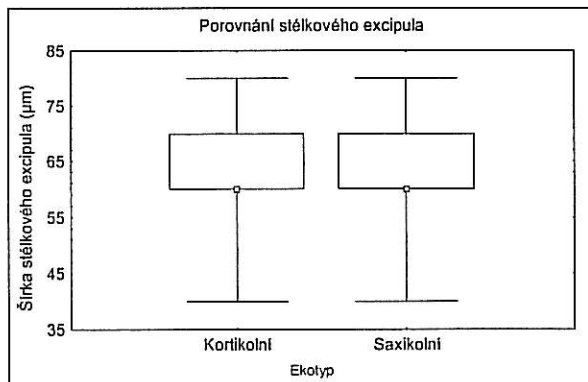 Porovnání stélkového excipula
Šířka stélkového excipula (µm)
85
75
65
55
45
35
Kortikolní
Saxikolní
Ekotyp